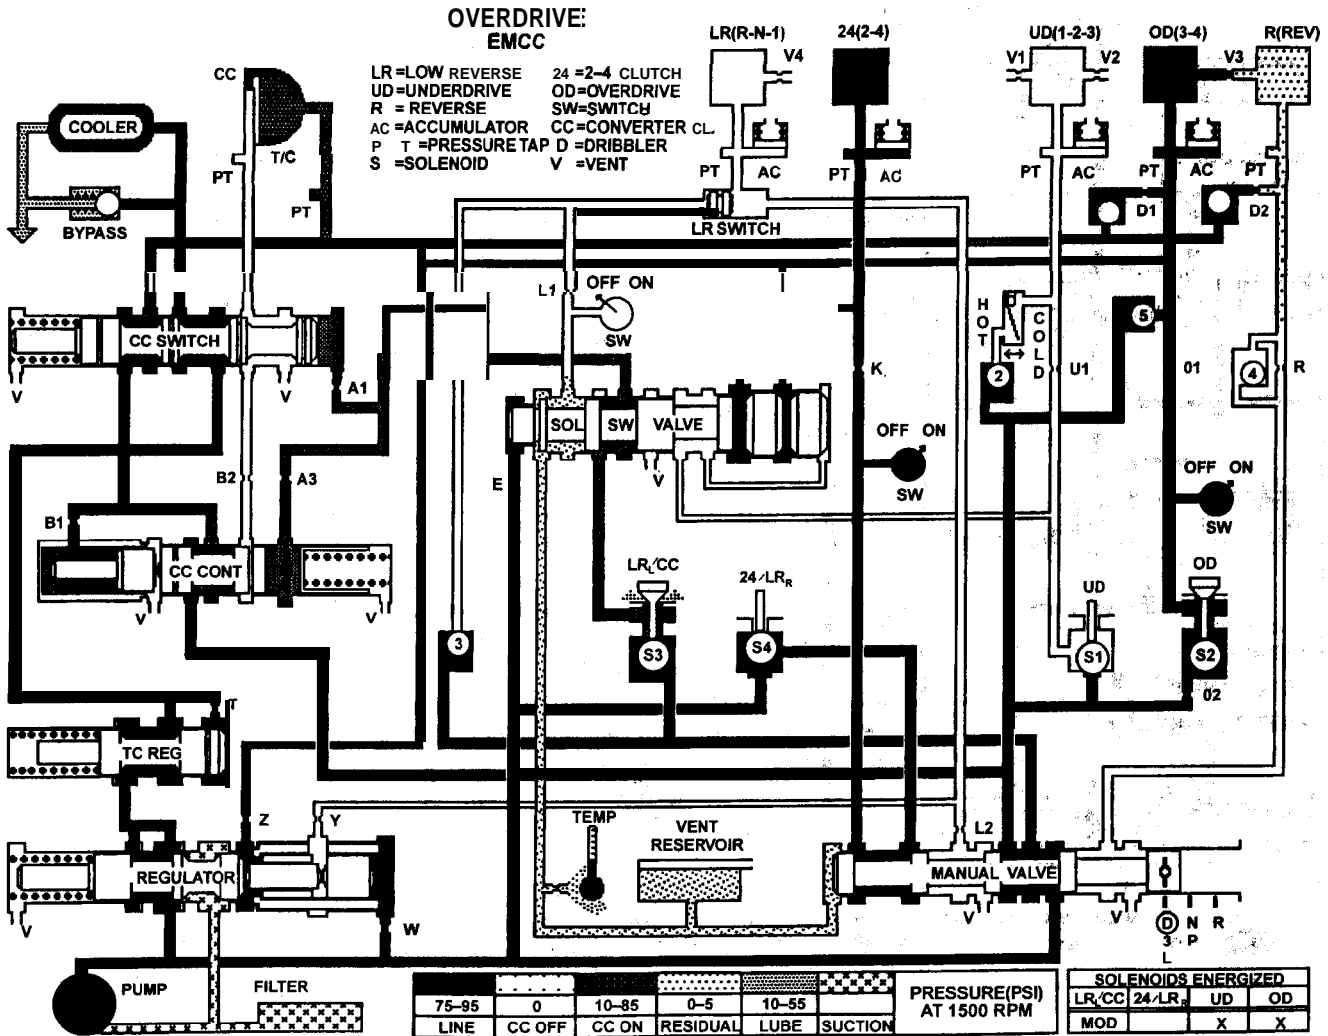 OVERDRIVE:
EMCC
LR =LOW REVERSE 24 =2-4 CLUTCH
UD =UNDERDRIVE OD=OVERDRIVE
R = REVERSE SW=SWITCH
AC =ACCUMULATOR CC =CONVERTER CL.
P T =PRESSURE TAP D =DRIBBLER
S =SOLENOID V =VENT
LR(R-N-1)
24(2-4)
UD(1-2-3)
OD(3-4)
R(REV)
V4
V1
V2
V3
CC
T/C
PT
PT
COOLER
BYPASS
PT AC
PT AC
PT AC
PT AC
PT
D1
D2
LR SWITCH
L1
OFF ON
SW
CC SWITCH
V
V
A1
HOT
COLD
2
5
4
K
U1
01
R
SOL SW VALVE
V
E
OFF ON
SW
OFF ON
SW
B2
A3
B1
CC CONT
V
V
LRL/CC
24/LRR
UD
OD
3
S3
S4
S1
S2
02
T
TC REG
Z
Y
REGULATOR
V
W
TEMP
VENT
RESERVOIR
L2
MANUAL VALVE
V
V
D N R
3 P
L
PUMP
FILTER
75-95 0 10-85 0-5 10-55
LINE CC OFF CC ON RESIDUAL LUBE SUCTION
PRESSURE(PSI)
AT 1500 RPM
SOLENOIDS ENERGIZED
LRL/CC 24/LRR UD OD
MOD X X